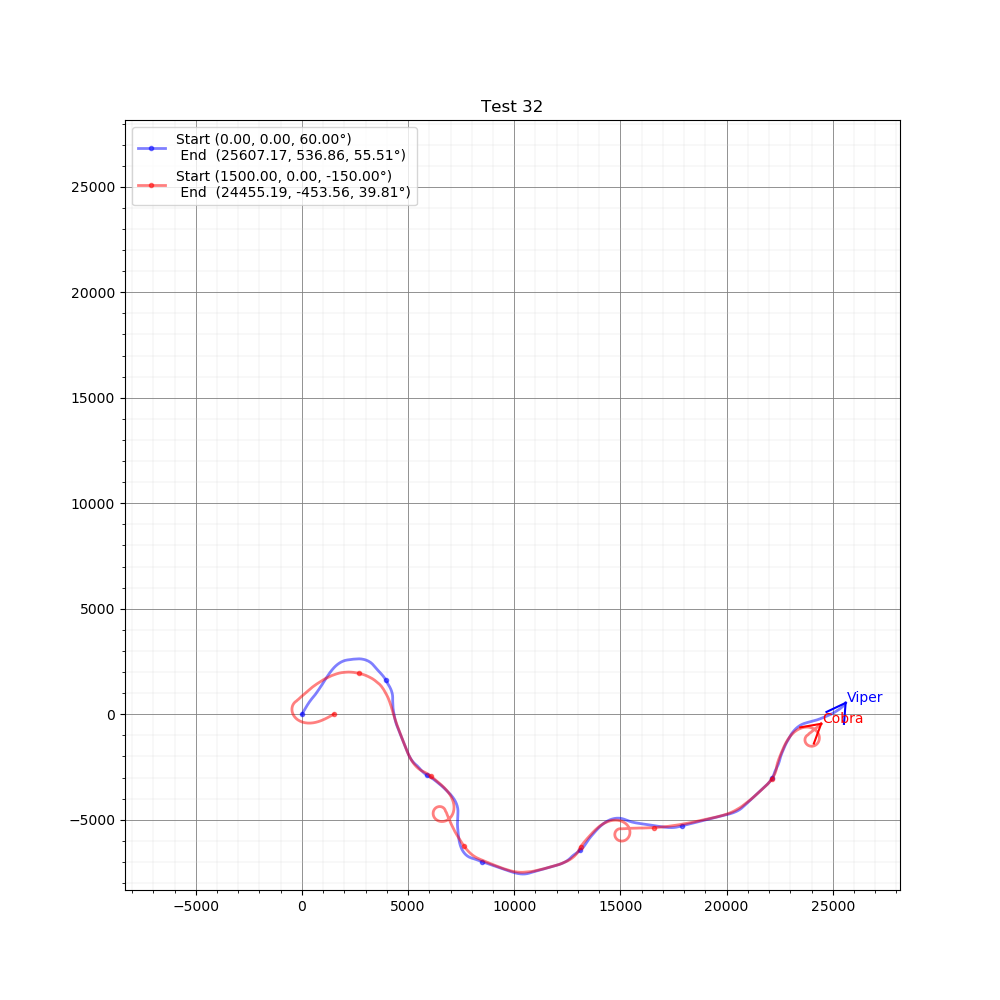 Test 32
Start (0.00, 0.00, 60.00°)
End (25607.17, 536.86, 55.51°)
Start (1500.00, 0.00, -150.00°)
End (24455.19, -453.56, 39.81°)
25000
20000
15000
10000
5000
0
−5000
Viper
Cobra
−5000 0 5000 10000 15000 20000 25000